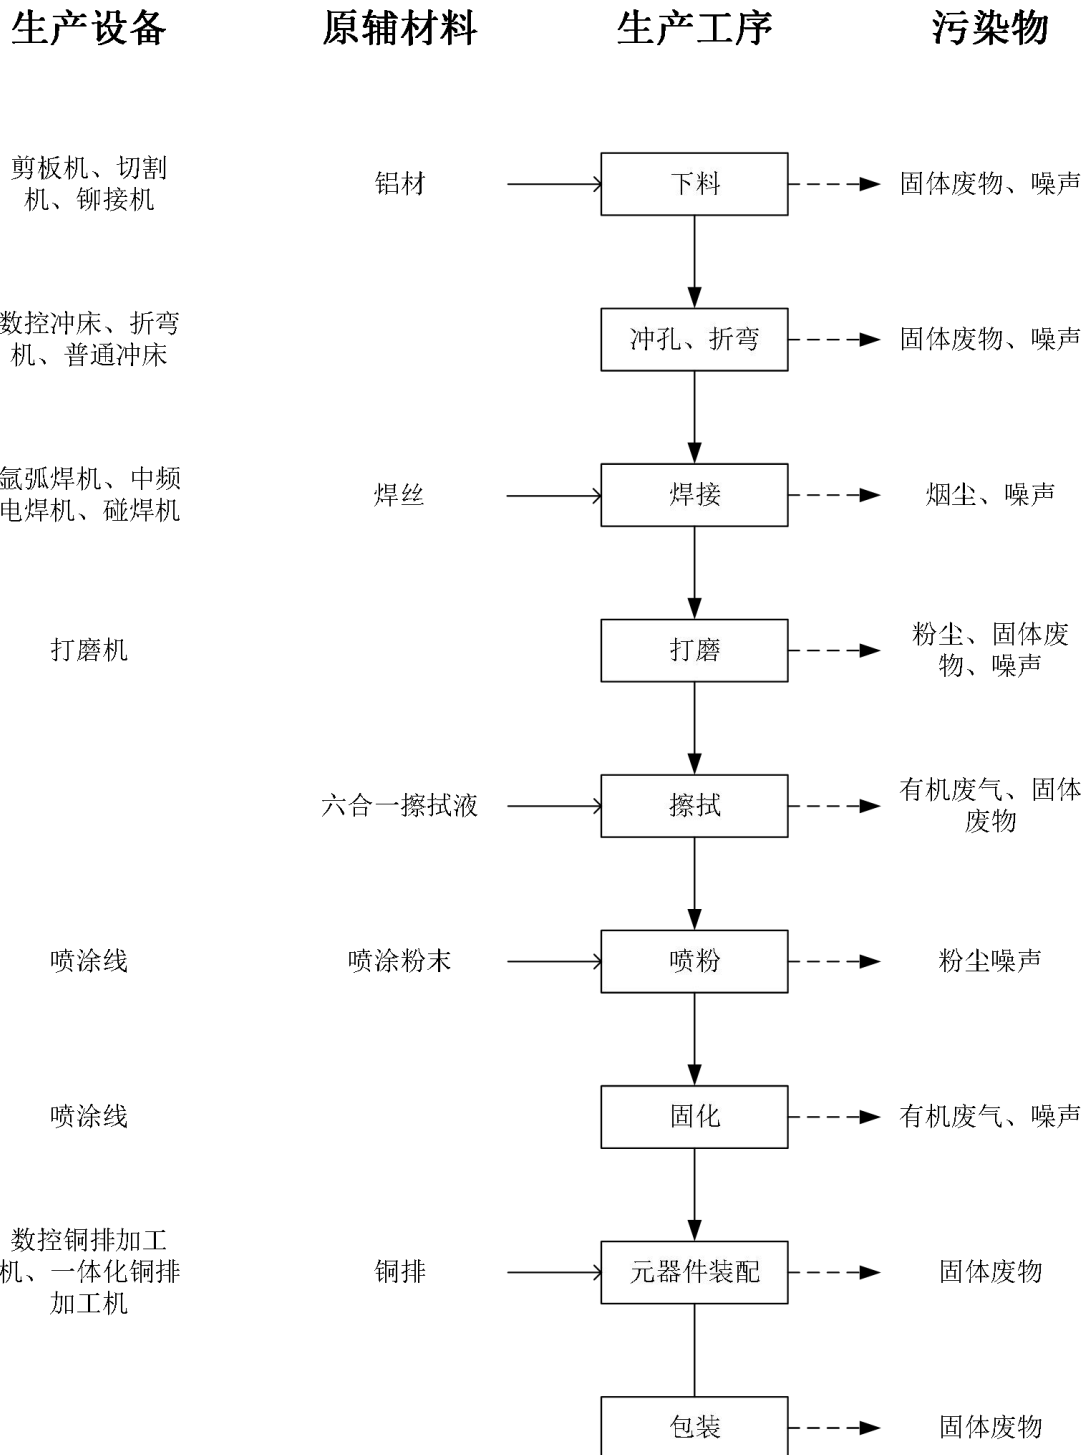 生产设备 原辅材料 生产工序 污染物
剪板机、切割
机、铆接机
铝材
下料
固体废物、噪声
数控冲床、折弯
机、普通冲床
冲孔、折弯
固体废物、噪声
氩弧焊机、中频
电焊机、碰焊机
焊丝
焊接
烟尘、噪声
打磨机
打磨
粉尘、固体废
物、噪声
六合一擦拭液
擦拭
有机废气、固体
废物
喷涂线
喷涂粉末
喷粉
粉尘噪声
喷涂线
固化
有机废气、噪声
数控铜排加工
机、一体化铜排
加工机
铜排
元器件装配
固体废物
包装
固体废物